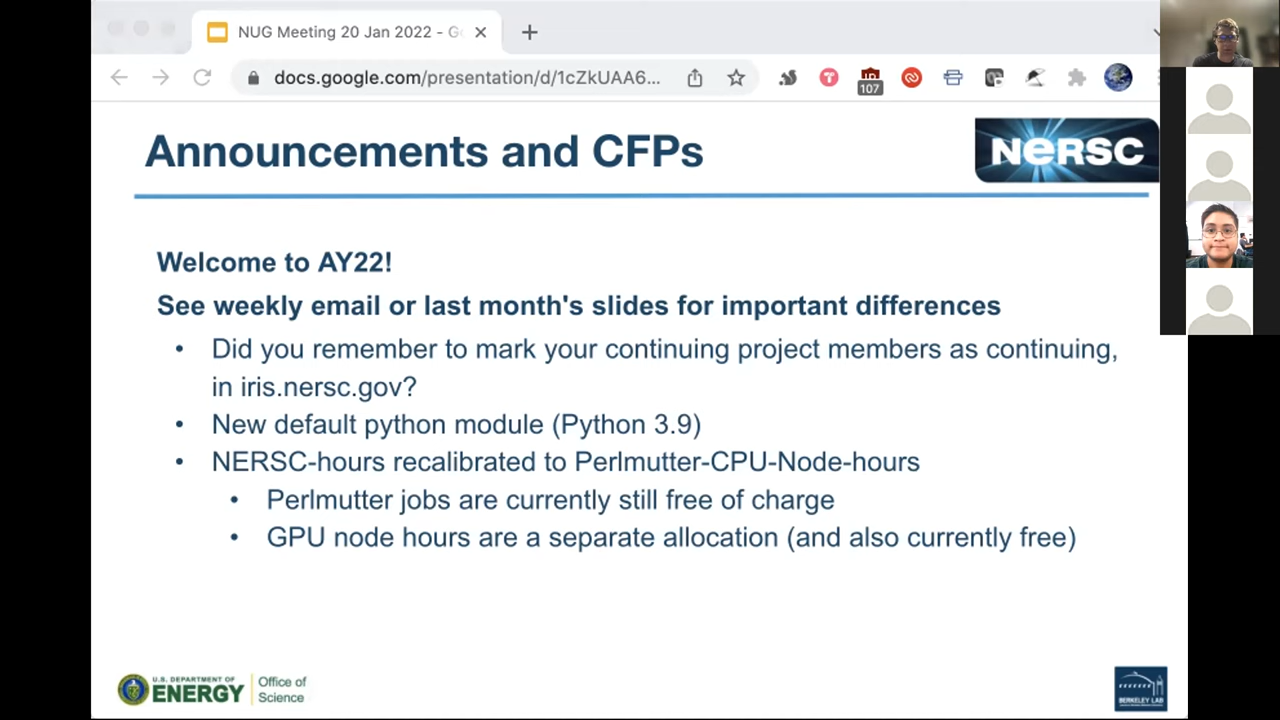 NUG Meeting 20 Jan 2022 - Go
docs.google.com/presentation/d/1cZkUAA6...
107
Announcements and CFPs
NERSC
Welcome to AY22!
See weekly email or last month's slides for important differences
• Did you remember to mark your continuing project members as continuing,
in iris.nersc.gov?
• New default python module (Python 3.9)
• NERSC-hours recalibrated to Perlmutter-CPU-Node-hours
• Perlmutter jobs are currently still free of charge
• GPU node hours are a separate allocation (and also currently free)
U.S. DEPARTMENT OF
ENERGY
Office of
Science
BERKELEY LAB